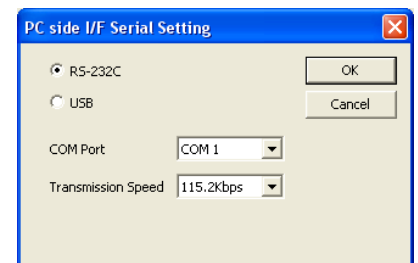 PC side I/F Serial Setting
RS-232C
OK
USB
Cancel
COM Port
COM 1
Transmission Speed
115.2Kbps